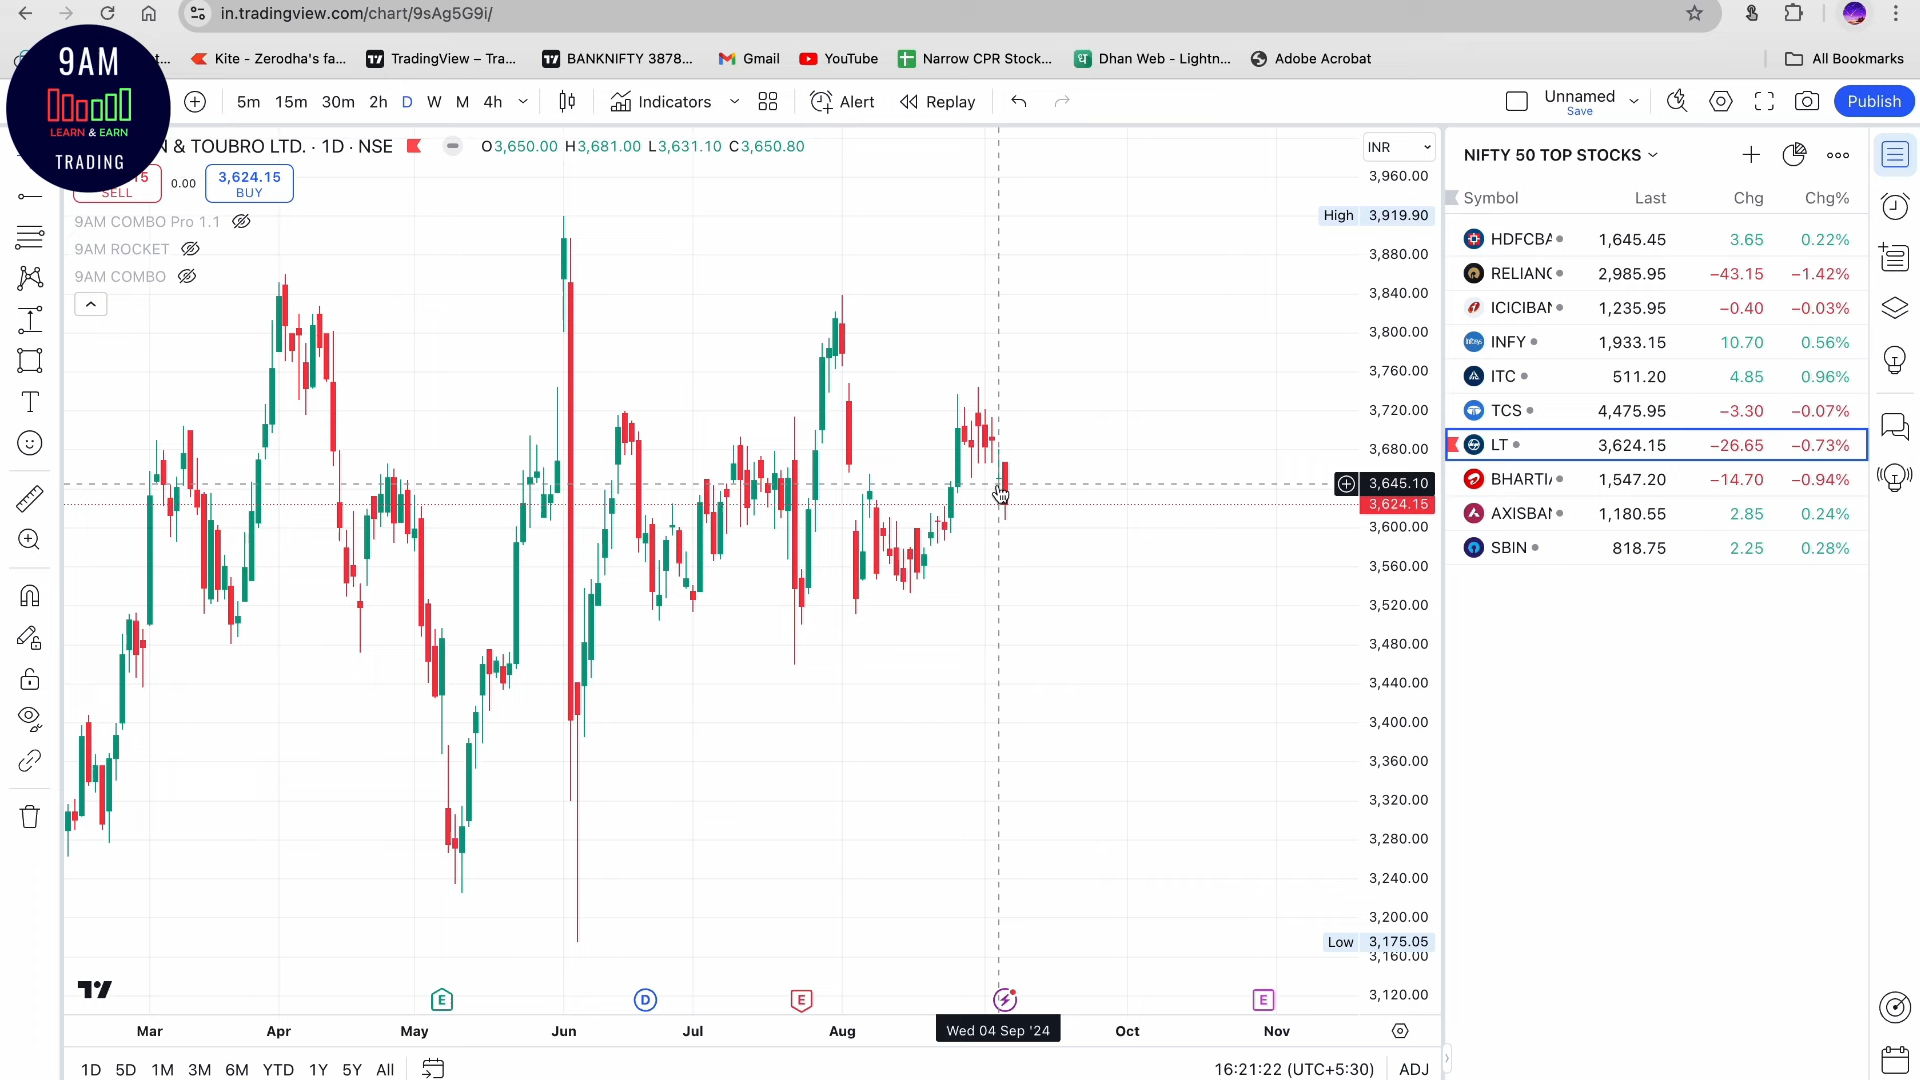 in.tradingview.com/chart/9sAg5G9i/
t... Kite - Zerodha's fa... TradingView – Tra... BANKNIFTY 3878... Gmail YouTube Narrow CPR Stock... Dhan Web - Lightn... Adobe Acrobat All Bookmarks
9AM
LEARN & EARN
TRADING
5m 15m 30m 2h D W M 4h Indicators Alert Replay Unnamed Save Publish
N & TOUBRO LTD. · 1D · NSE O3,650.00 H3,681.00 L3,631.10 C3,650.80
INR
15 0.00 3,624.15
SELL BUY
9AM COMBO Pro 1.1
9AM ROCKET
9AM COMBO
3,960.00
High 3,919.90
3,880.00
3,840.00
3,800.00
3,760.00
3,720.00
3,680.00
3,645.10
3,624.15
3,600.00
3,560.00
3,520.00
3,480.00
3,440.00
3,400.00
3,360.00
3,320.00
3,280.00
3,240.00
3,200.00
Low 3,175.05
3,160.00
3,120.00
E D E E
Mar Apr May Jun Jul Aug Wed 04 Sep '24 Oct Nov
1D 5D 1M 3M 6M YTD 1Y 5Y All 16:21:22 (UTC+5:30) ADJ
NIFTY 50 TOP STOCKS
Symbol Last Chg Chg%
HDFCBA 1,645.45 3.65 0.22%
RELIANC 2,985.95 −43.15 −1.42%
ICICIBAN 1,235.95 −0.40 −0.03%
INFY 1,933.15 10.70 0.56%
ITC 511.20 4.85 0.96%
TCS 4,475.95 −3.30 −0.07%
LT 3,624.15 −26.65 −0.73%
BHARTIA 1,547.20 −14.70 −0.94%
AXISBAN 1,180.55 2.85 0.24%
SBIN 818.75 2.25 0.28%